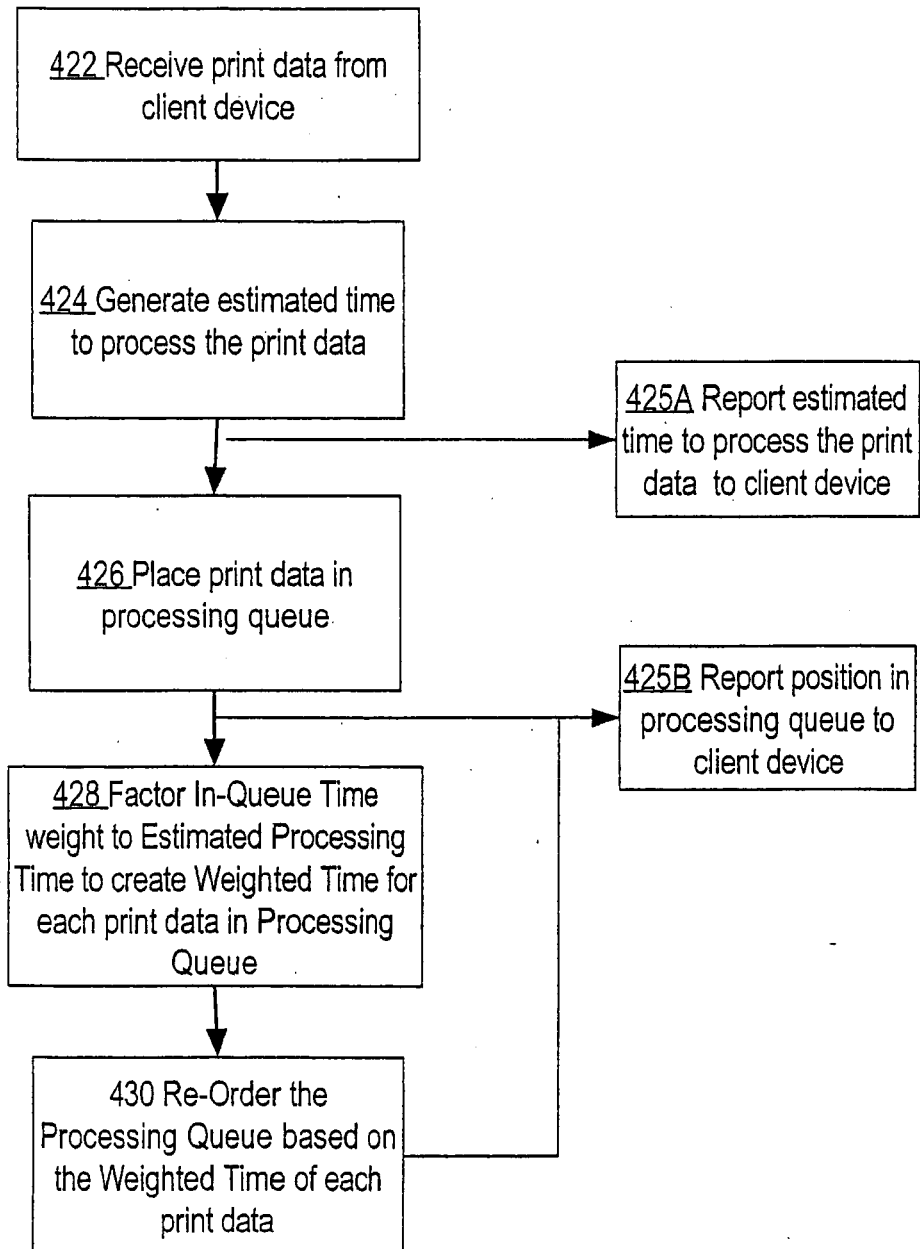 422 Receive print data from
client device
424 Generate estimated time
to process the print data
425A Report estimated
time to process the print
data to client device
426 Place print data in
processing queue
425B Report position in
processing queue to
client device
428 Factor In-Queue Time
weight to Estimated Processing
Time to create Weighted Time for
each print data in Processing
Queue
430 Re-Order the
Processing Queue based on
the Weighted Time of each
print data